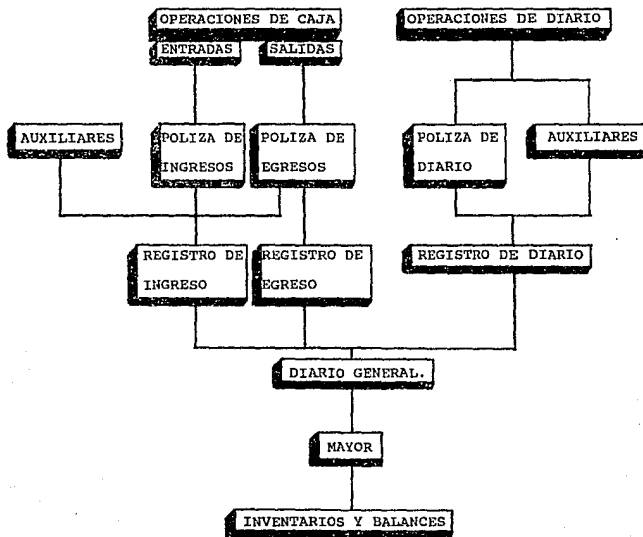 OPERACIONES DE CAJA
OPERACIONES DE DIARIO
ENTRADAS
SALIDAS
AUXILIARES
POLIZA DE
INGRESOS
POLIZA DE
EGRESOS
POLIZA DE
DIARIO
AUXILIARES
REGISTRO DE
INGRESO
REGISTRO DE
EGRESO
REGISTRO DE DIARIO
DIARIO GENERAL.
MAYOR
INVENTARIOS Y BALANCES